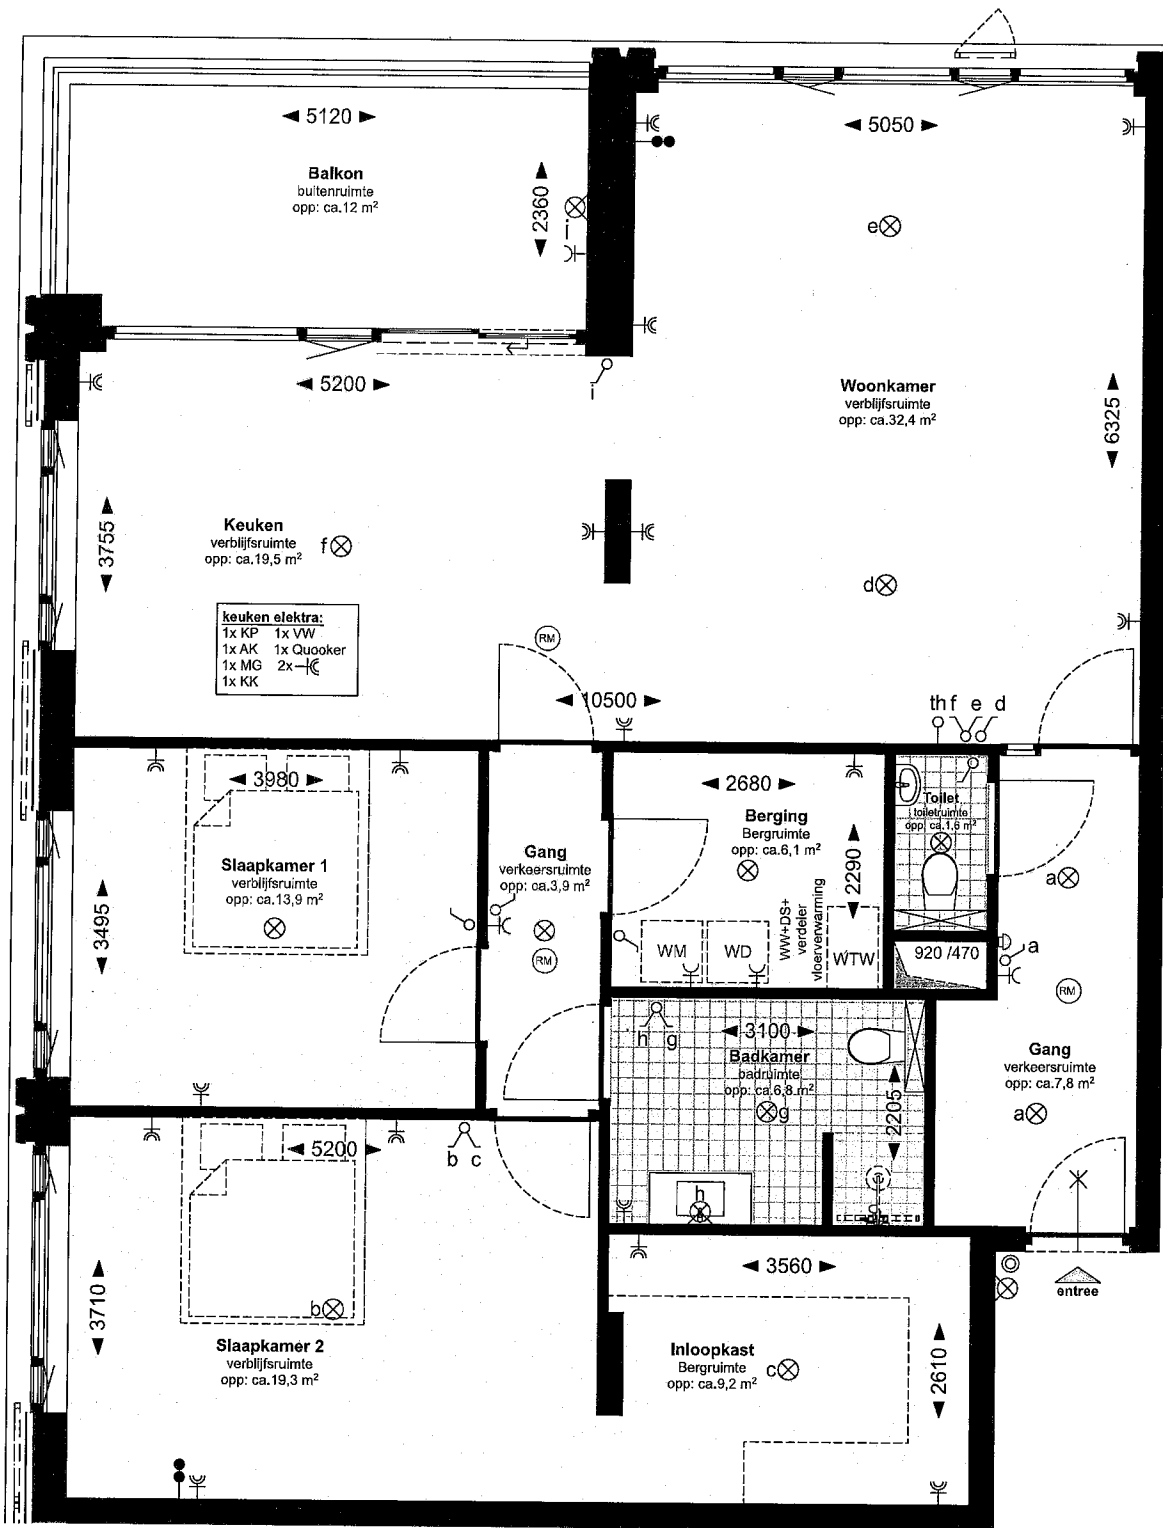 5120
Balkon
buitenruimte
opp: ca.12 m²
2360
i
5050
e
5200
i
Woonkamer
verblijfsruimte
opp: ca.32,4 m²
6325
3755
Keuken
verblijfsruimte
opp: ca.19,5 m²
f
d
keuken elektra:
1x KP 1x VW
1x AK 1x Quooker
1x MG 2x
1x KK
RM
10500
th f e d
3980
Slaapkamer 1
verblijfsruimte
opp: ca.13,9 m²
3495
Gang
verkeersruimte
opp: ca.3,9 m²
RM
2680
Berging
Bergruimte
opp: ca.6,1 m²
2290
WM
WD
WW+DS+
verdeler
vloerverwarming
WTW
Toilet
toiletruimte
opp: ca.1,6 m²
920 /470
a
a
RM
Gang
verkeersruimte
opp: ca.7,8 m²
a
h g
3100
Badkamer
badruimte
opp: ca.6,8 m²
g
2205
h
5200
b c
3710
b
Slaapkamer 2
verblijfsruimte
opp: ca.19,3 m²
3560
Inloopkast
Bergruimte
opp: ca.9,2 m²
c
2610
entree